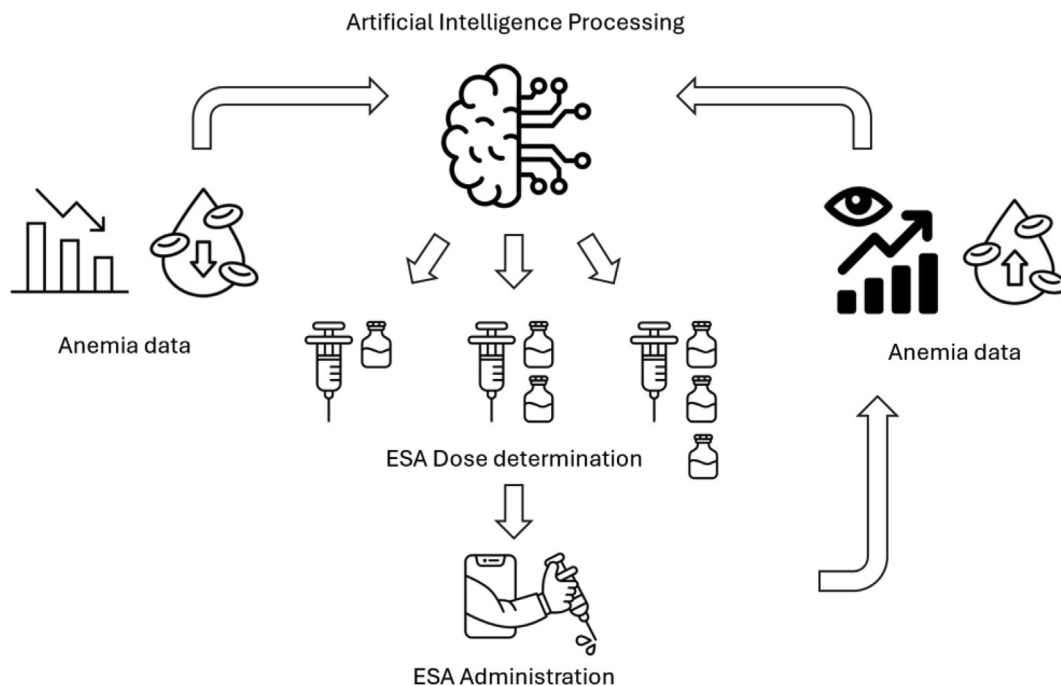 Artificial Intelligence Processing
Anemia data
Anemia data
ESA Dose determination
ESA Administration